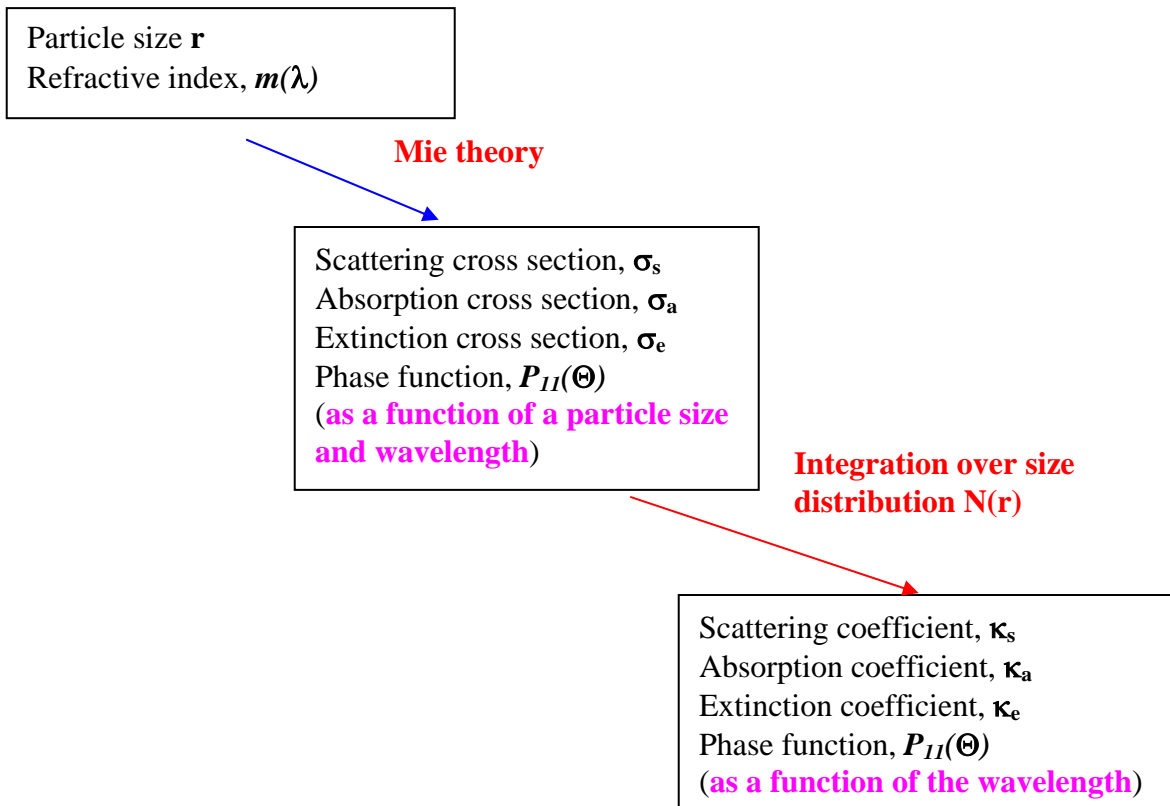 Particle size r
Refractive index, m(λ)
Mie theory
Scattering cross section, σs
Absorption cross section, σa
Extinction cross section, σe
Phase function, P11(Θ)
(as a function of a particle size
and wavelength)
Integration over size
distribution N(r)
Scattering coefficient, κs
Absorption coefficient, κa
Extinction coefficient, κe
Phase function, P11(Θ)
(as a function of the wavelength)